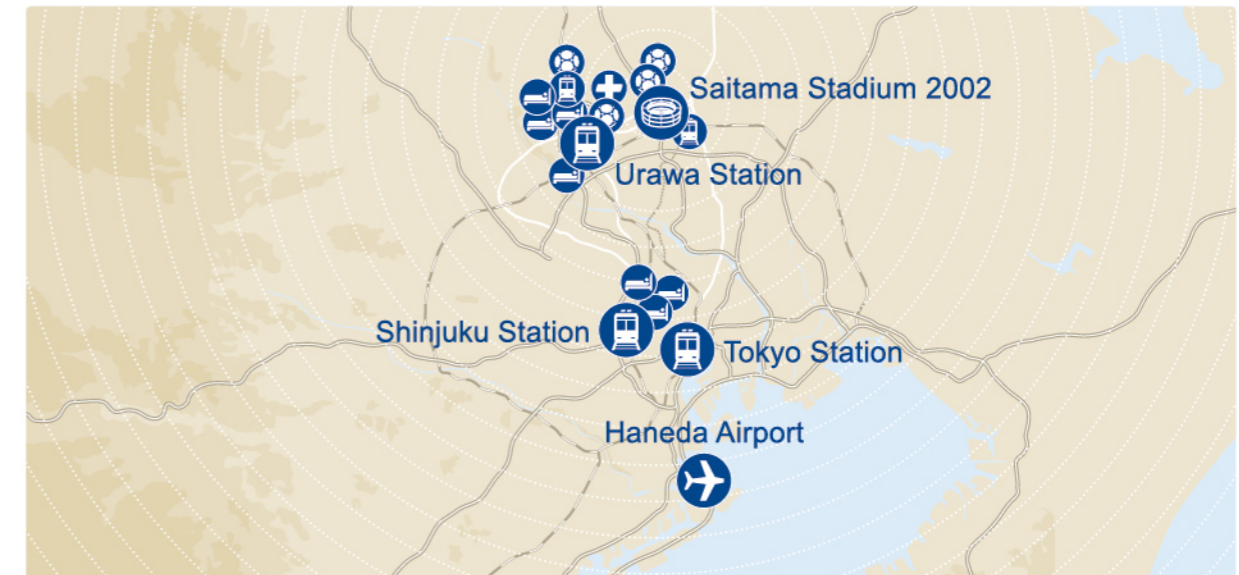 Saitama Stadium 2002
Urawa Station
Shinjuku Station
Tokyo Station
Haneda Airport